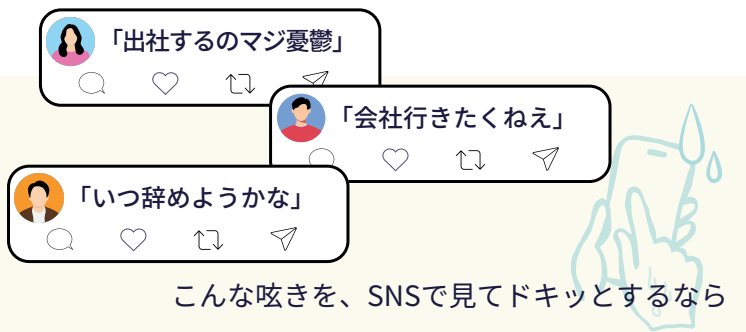 「出社するのマジ憂鬱」
「会社行きたくねえ」
「いつ辞めようかな」
こんな呟きを、SNSで見てドキッとするなら